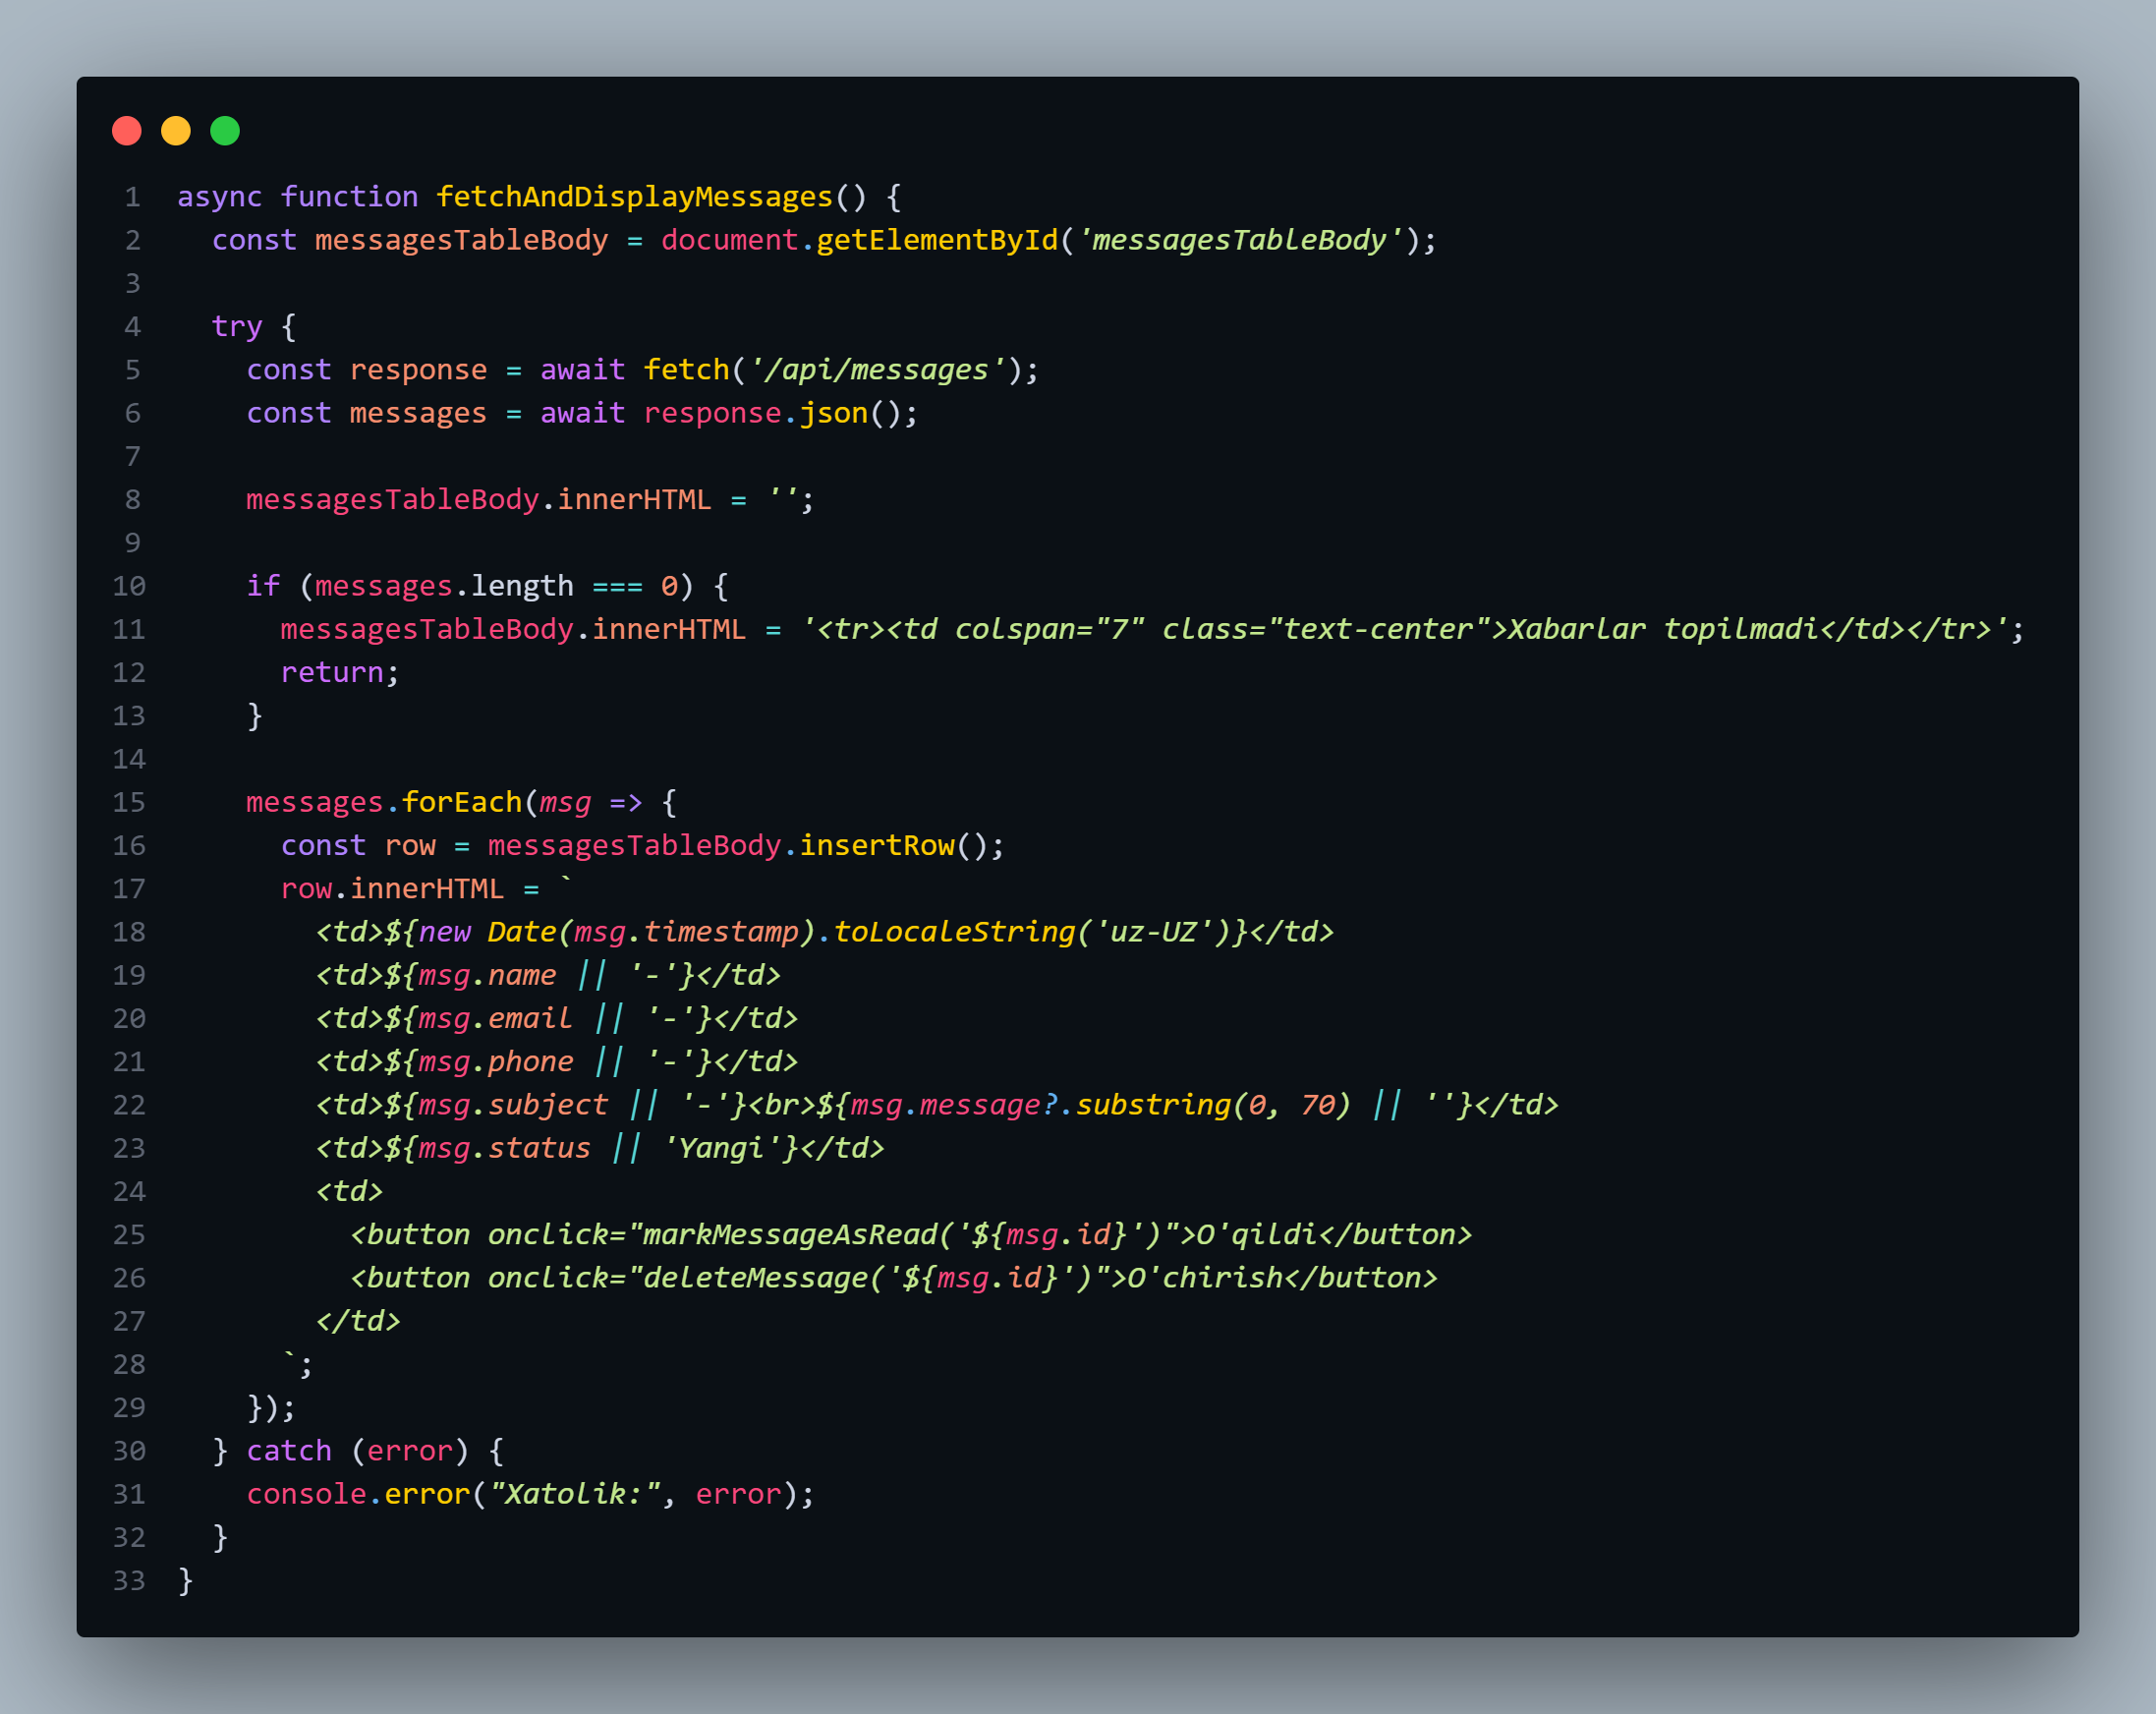 1 async function fetchAndDisplayMessages() {
2   const messagesTableBody = document.getElementById('messagesTableBody');
3
4   try {
5     const response = await fetch('/api/messages');
6     const messages = await response.json();
7
8     messagesTableBody.innerHTML = '';
9
10     if (messages.length === 0) {
11       messagesTableBody.innerHTML = '<tr><td colspan="7" class="text-center">Xabarlar topilmadi</td></tr>';
12       return;
13     }
14
15     messages.forEach(msg => {
16       const row = messagesTableBody.insertRow();
17       row.innerHTML = `
18         <td>${new Date(msg.timestamp).toLocaleString('uz-UZ')}</td>
19         <td>${msg.name || '-'}</td>
20         <td>${msg.email || '-'}</td>
21         <td>${msg.phone || '-'}</td>
22         <td>${msg.subject || '-'}<br>${msg.message?.substring(0, 70) || ''}</td>
23         <td>${msg.status || 'Yangi'}</td>
24         <td>
25           <button onclick="markMessageAsRead('${msg.id}')">O'qildi</button>
26           <button onclick="deleteMessage('${msg.id}')">O'chirish</button>
27         </td>
28       `;
29     });
30   } catch (error) {
31     console.error("Xatolik:", error);
32   }
33 }